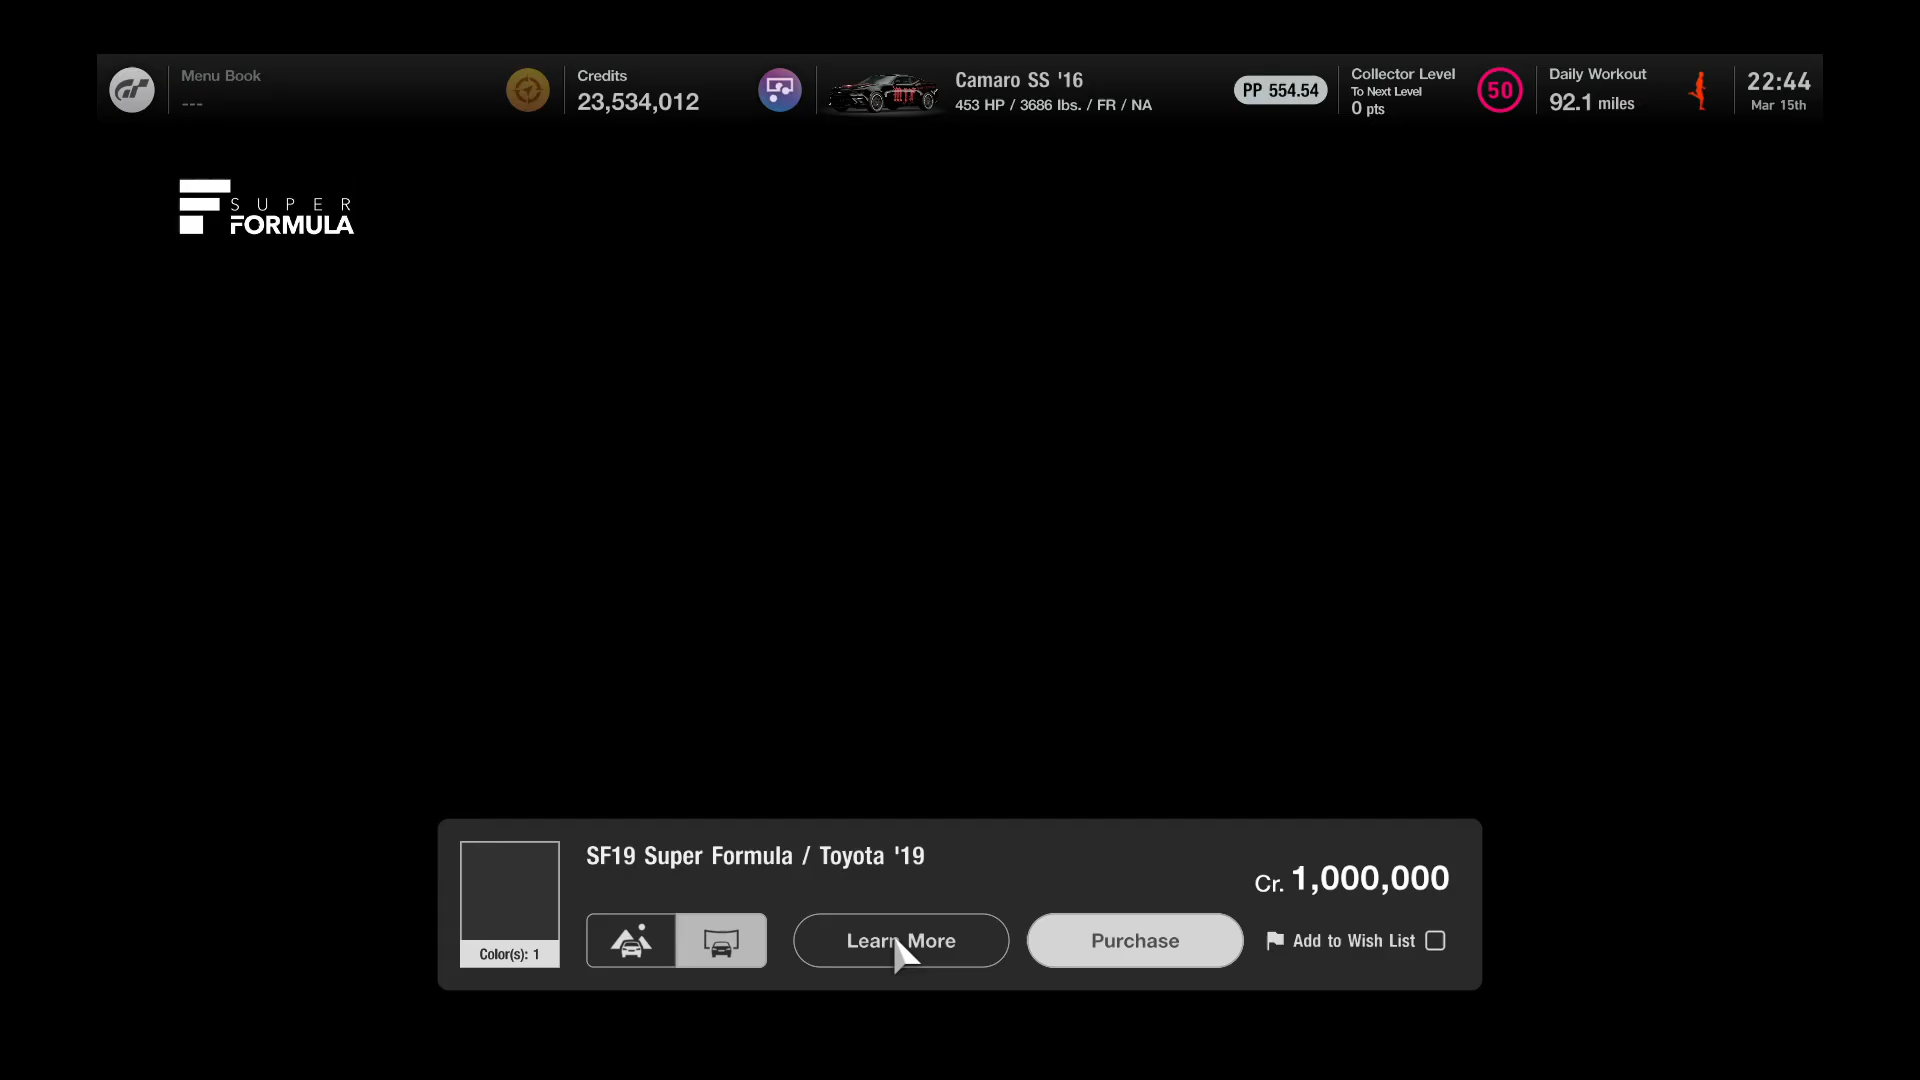 Menu Book
---
Credits
23,534,012
Camaro SS '16
453 HP / 3686 lbs. / FR / NA
PP 554.54
Collector Level
To Next Level
0 pts
50
Daily Workout
92.1 miles
22:44
Mar 15th
SUPER
FORMULA
SF19 Super Formula / Toyota '19
Cr. 1,000,000
Color(s): 1
Learn More
Purchase
Add to Wish List